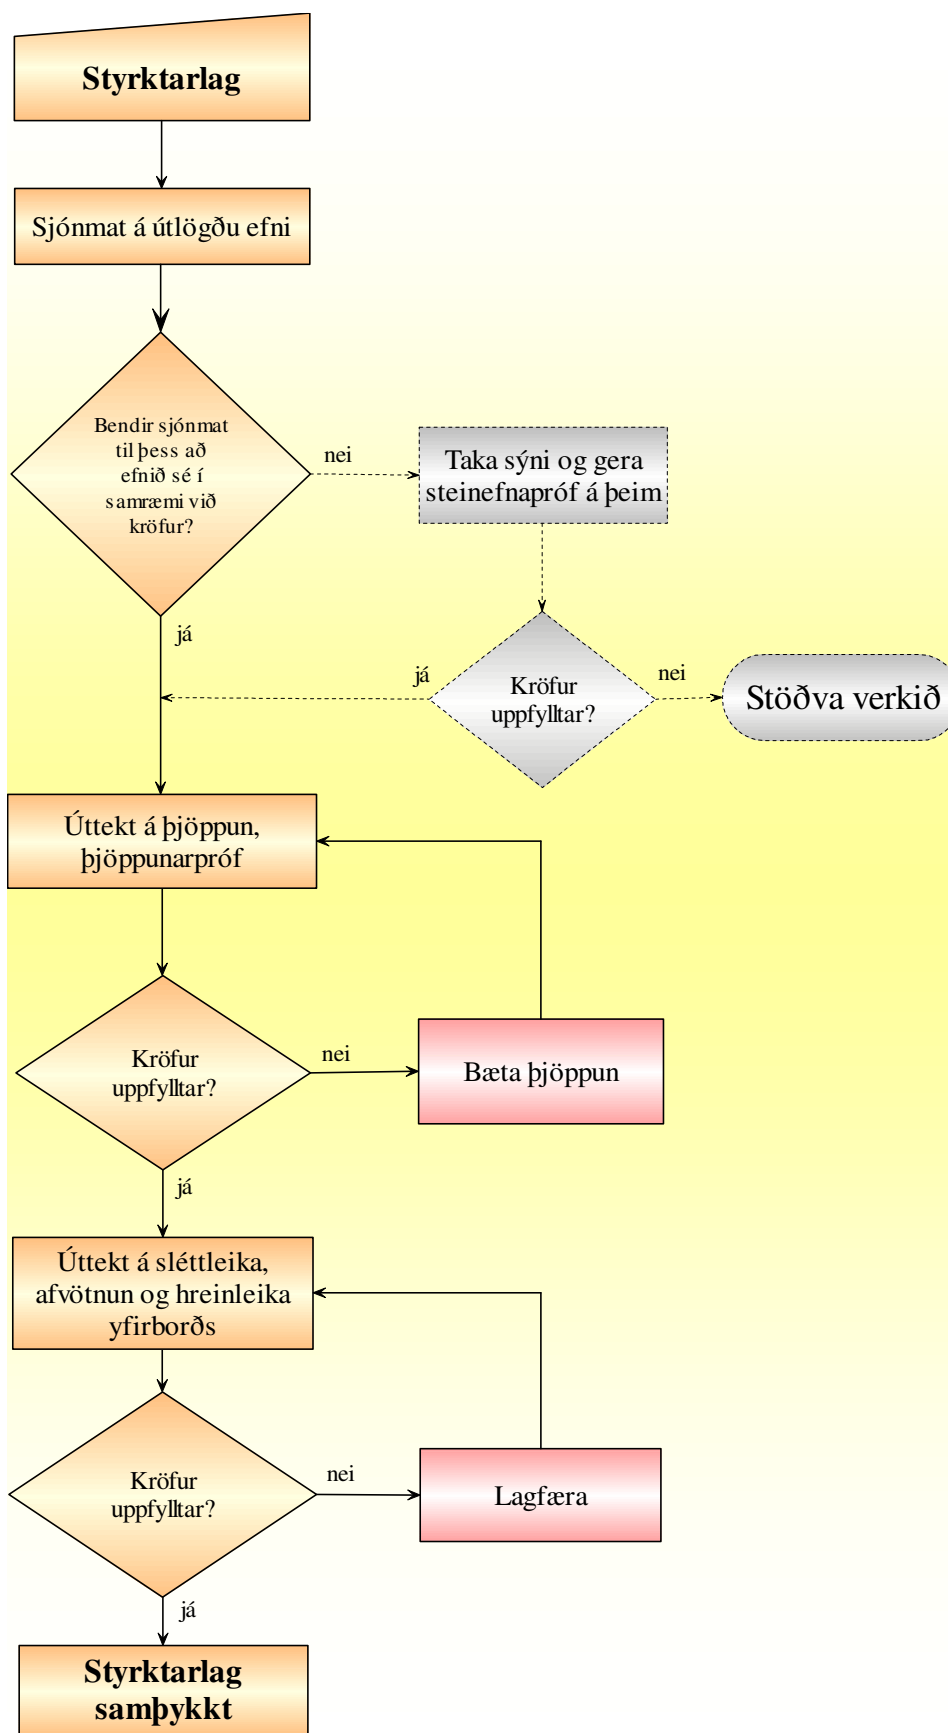 Styrktarlag
Sjónmat á útlögðu efni
Bendir sjónmat
til þess að
efnið sé í
samræmi við
kröfur?
nei
Taka sýni og gera
steinefnapróf á þeim
já
já
Kröfur
uppfylltar?
nei
Stöðva verkið
Úttekt á þjöppun,
þjöppunarpróf
Kröfur
uppfylltar?
nei
Bæta þjöppun
já
Úttekt á sléttleika,
afvötnun og hreinleika
yfirborðs
Kröfur
uppfylltar?
nei
Lagfæra
já
Styrktarlag
samþykkt